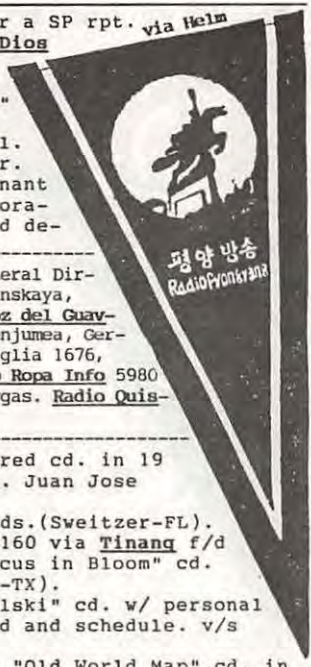 r a SP rpt.
via Helm
Dios
"
l.
r.
nant
ora-
d de-
평양 방송
RadioPyongyang
eral Dir-
nskaya,
oz del Guav-
njumea, Ger-
glia 1676,
o Ropa Info 5980
gas. Radio Quis-
red cd. in 19
. Juan Jose
ds.(Sweitzer-FL).
160 via Tinang f/d
cus in Bloom" cd.
-TX).
lski" cd. w/ personal
d and schedule. v/s
"Old World Map" cd. in